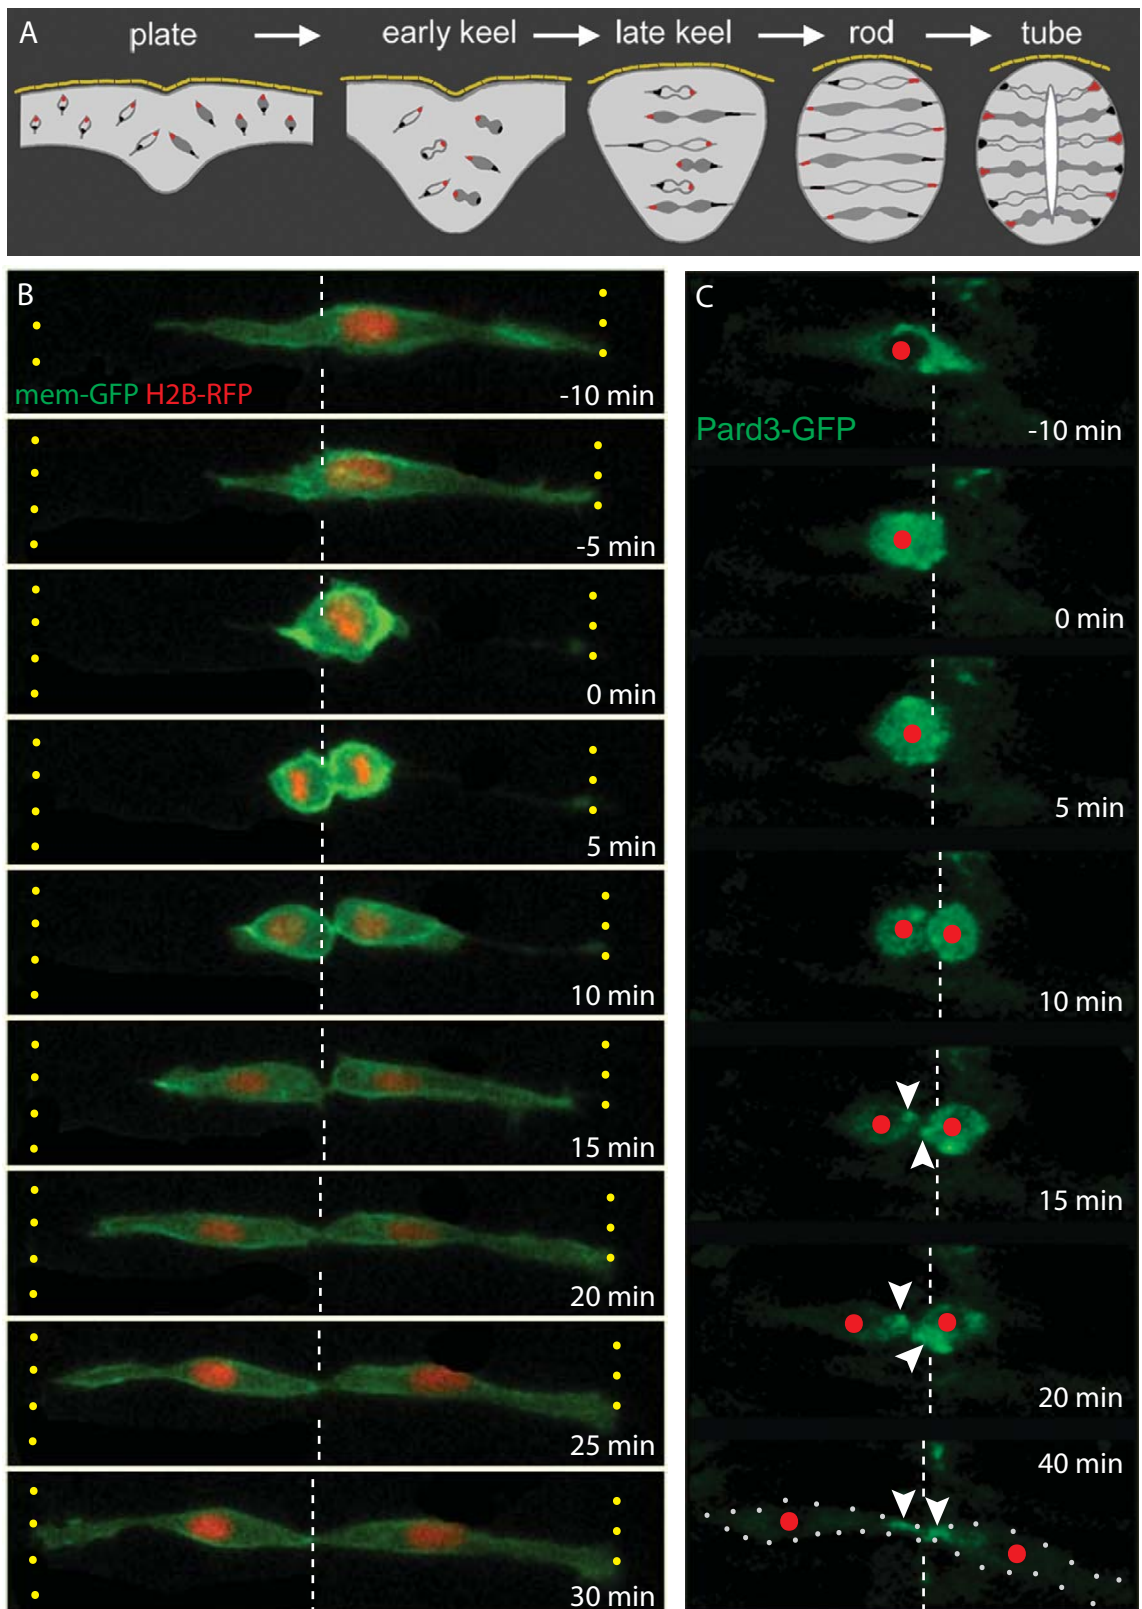 A
plate
early keel
late keel
rod
tube
B
mem-GFP H2B-RFP
-10 min
-5 min
0 min
5 min
10 min
15 min
20 min
25 min
30 min
C
Pard3-GFP
-10 min
0 min
5 min
10 min
15 min
20 min
40 min